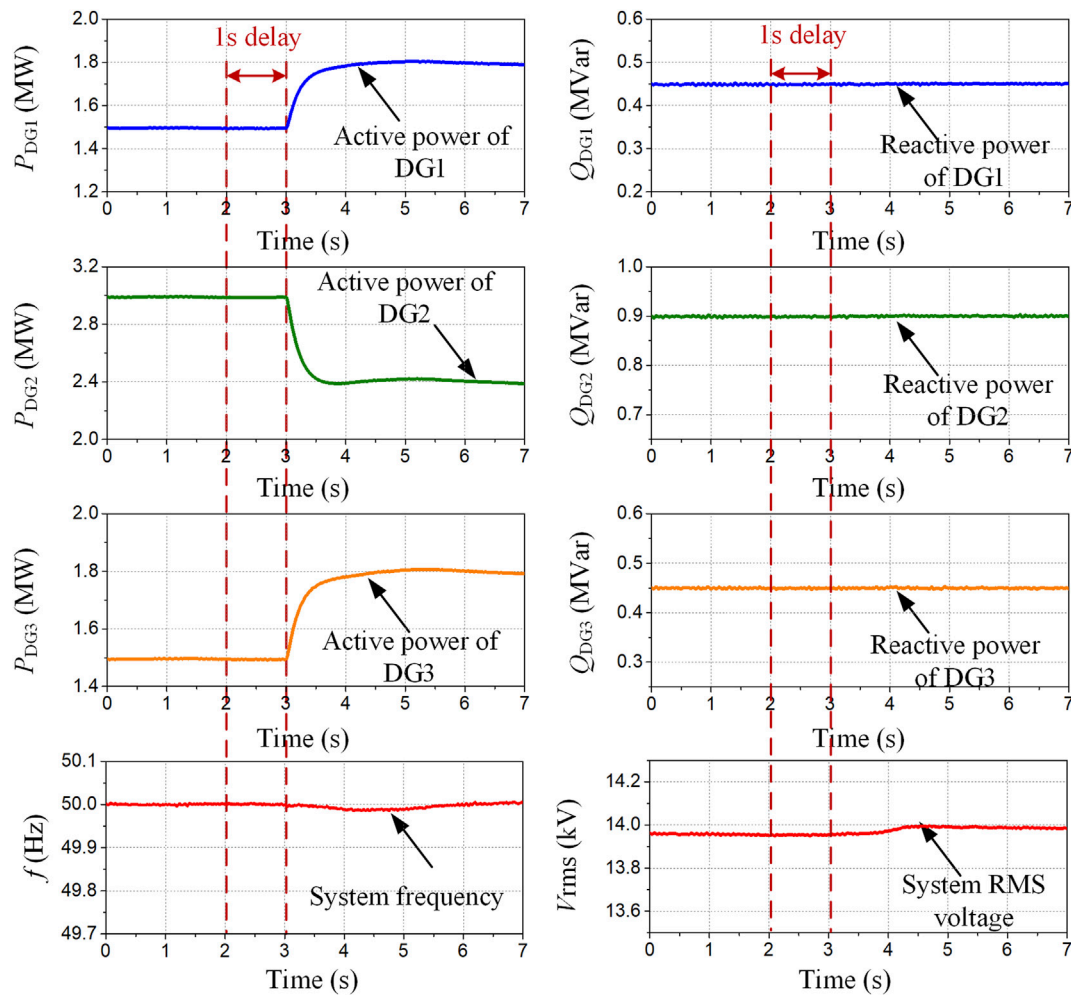 2.0
1.8
1.6
1.4
1.2
P_DG1 (MW)
1s delay
Active power of
DG1
0 1 2 3 4 5 6 7
Time (s)
0.6
0.5
0.4
0.3
0.2
Q_DG1 (MVar)
1s delay
Reactive power
of DG1
0 1 2 3 4 5 6 7
Time (s)
3.2
2.8
2.4
2.0
P_DG2 (MW)
Active power of
DG2
0 1 2 3 4 5 6 7
Time (s)
1.0
0.9
0.8
0.7
Q_DG2 (MVar)
Reactive power
of DG2
0 1 2 3 4 5 6 7
Time (s)
2.0
1.8
1.6
1.4
P_DG3 (MW)
Active power of
DG3
0 1 2 3 4 5 6 7
Time (s)
0.6
0.5
0.4
0.3
Q_DG3 (MVar)
Reactive power
of DG3
0 1 2 3 4 5 6 7
Time (s)
50.1
50.0
49.9
49.8
49.7
f (Hz)
System frequency
0 1 2 3 4 5 6 7
Time (s)
14.2
14.0
13.8
13.6
Vrms (kV)
System RMS
voltage
0 1 2 3 4 5 6 7
Time (s)